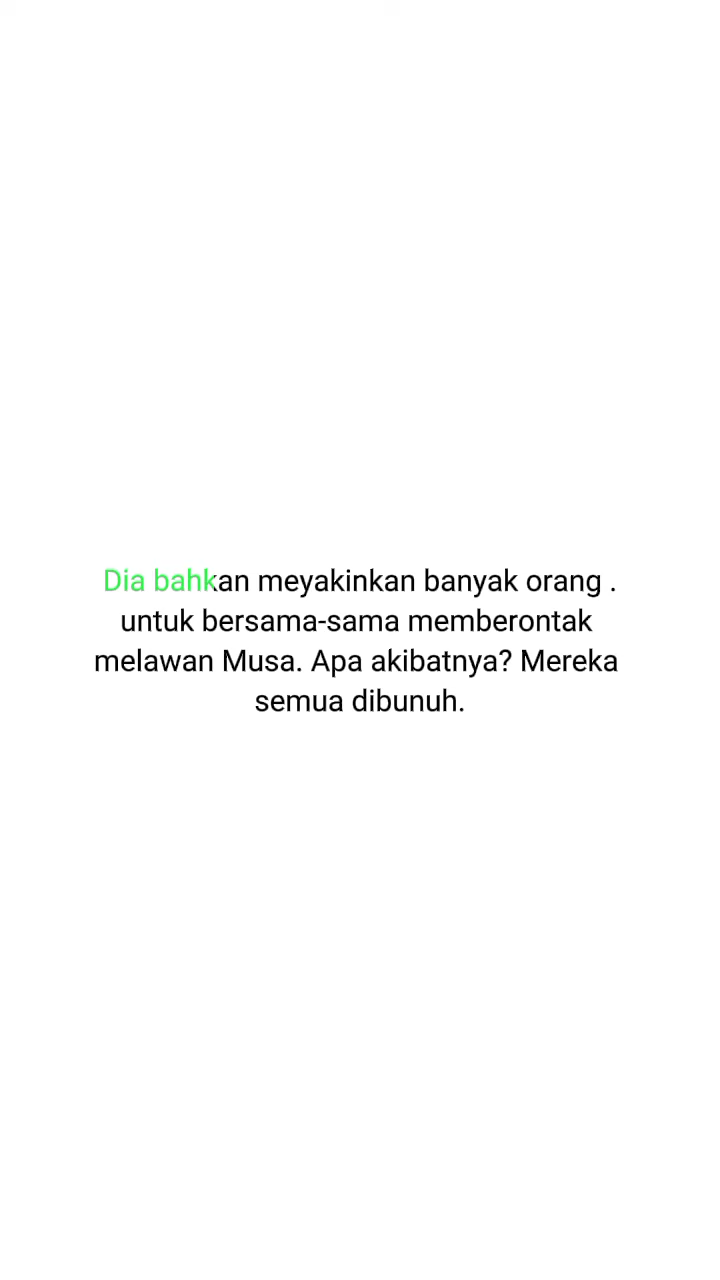 Dia bahkan meyakinkan banyak orang .
untuk bersama-sama memberontak
melawan Musa. Apa akibatnya? Mereka
semua dibunuh.